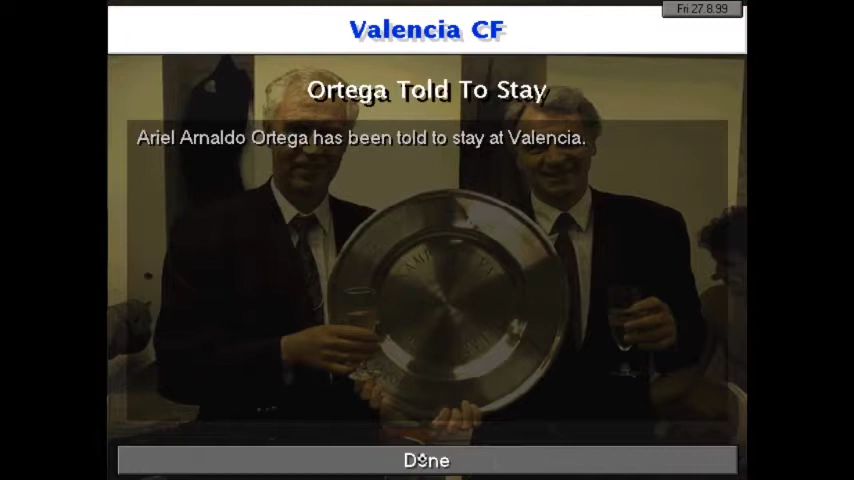 Fri 27.8.99
Valencia CF
Ortega Told To Stay
Ariel Arnaldo Ortega has been told to stay at Valencia.
Done